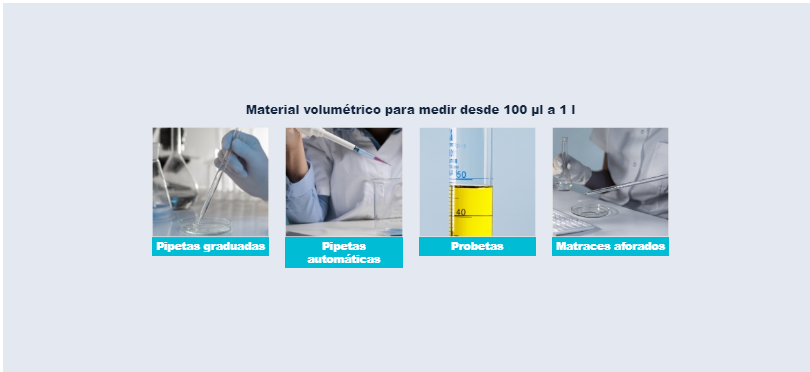 Material volumétrico para medir desde 100 µl a 1 l
50
40
Pipetas graduadas
Pipetas
automáticas
Probetas
Matraces aforados